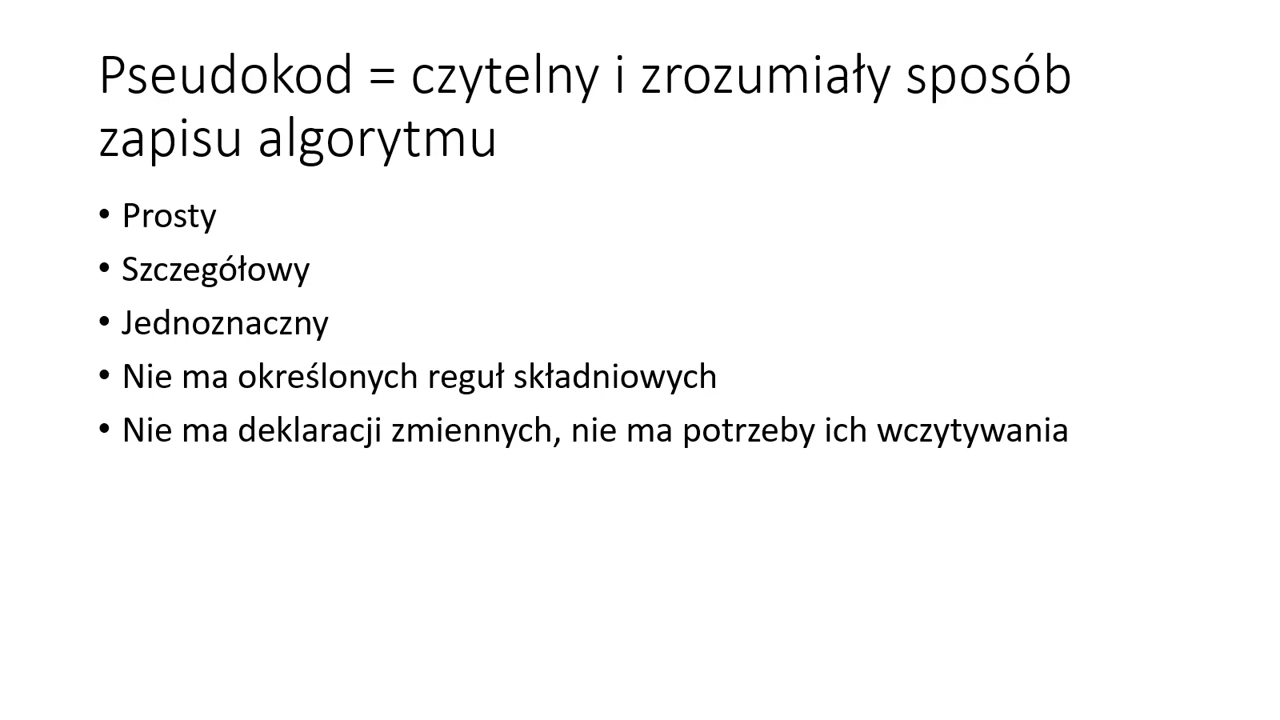 Pseudokod = czytelny i zrozumiały sposób
zapisu algorytmu
• Prosty
• Szczegółowy
• Jednoznaczny
• Nie ma określonych reguł składniowych
• Nie ma deklaracji zmiennych, nie ma potrzeby ich wczytywania